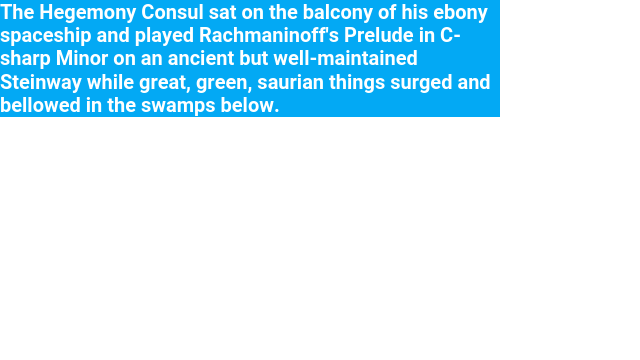 The Hegemony Consul sat on the balcony of his ebony
spaceship and played Rachmaninoff's Prelude in C-
sharp Minor on an ancient but well-maintained
Steinway while great, green, saurian things surged and
bellowed in the swamps below.